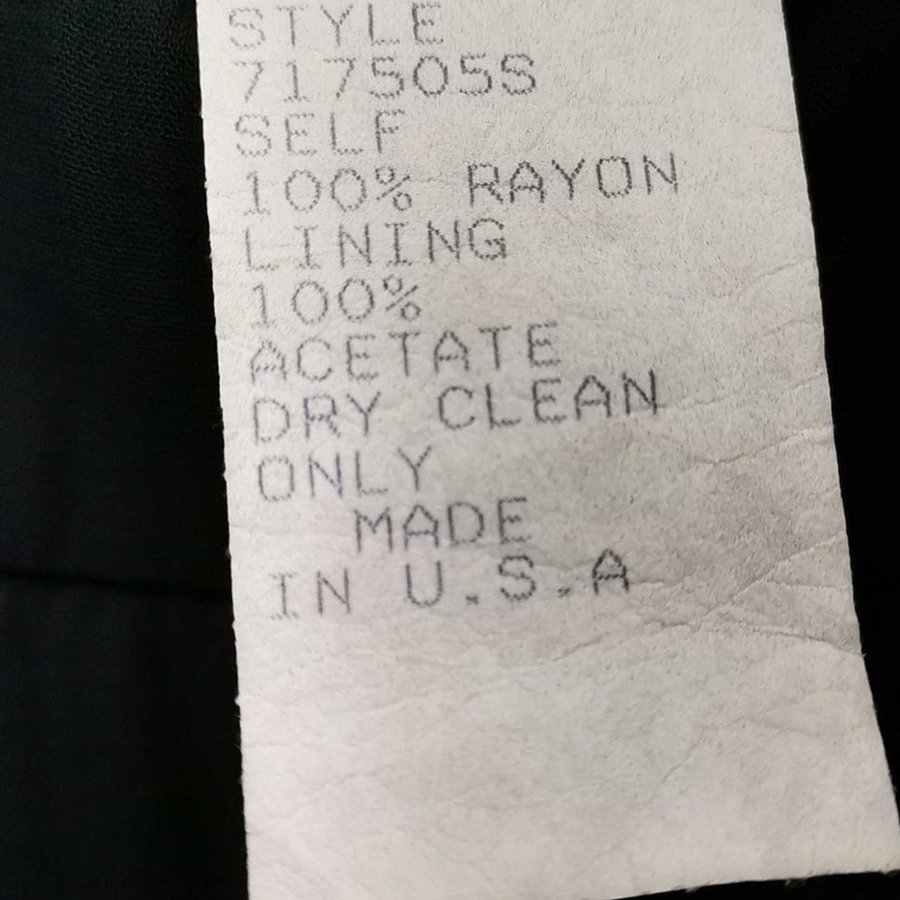 STYLE
717505S
SELF
100% RAYON
LINING
100%
ACETATE
DRY CLEAN
ONLY
MADE
IN U.S.A